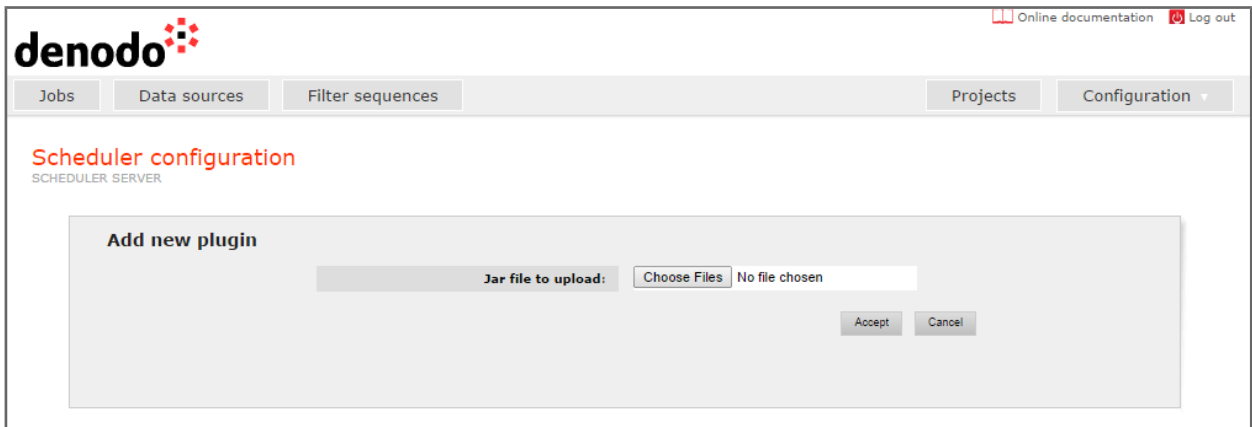 Online documentation Log out
denodo
Jobs Data sources Filter sequences Projects Configuration
Scheduler configuration
SCHEDULER SERVER
Add new plugin
Jar file to upload: Choose Files No file chosen
Accept Cancel